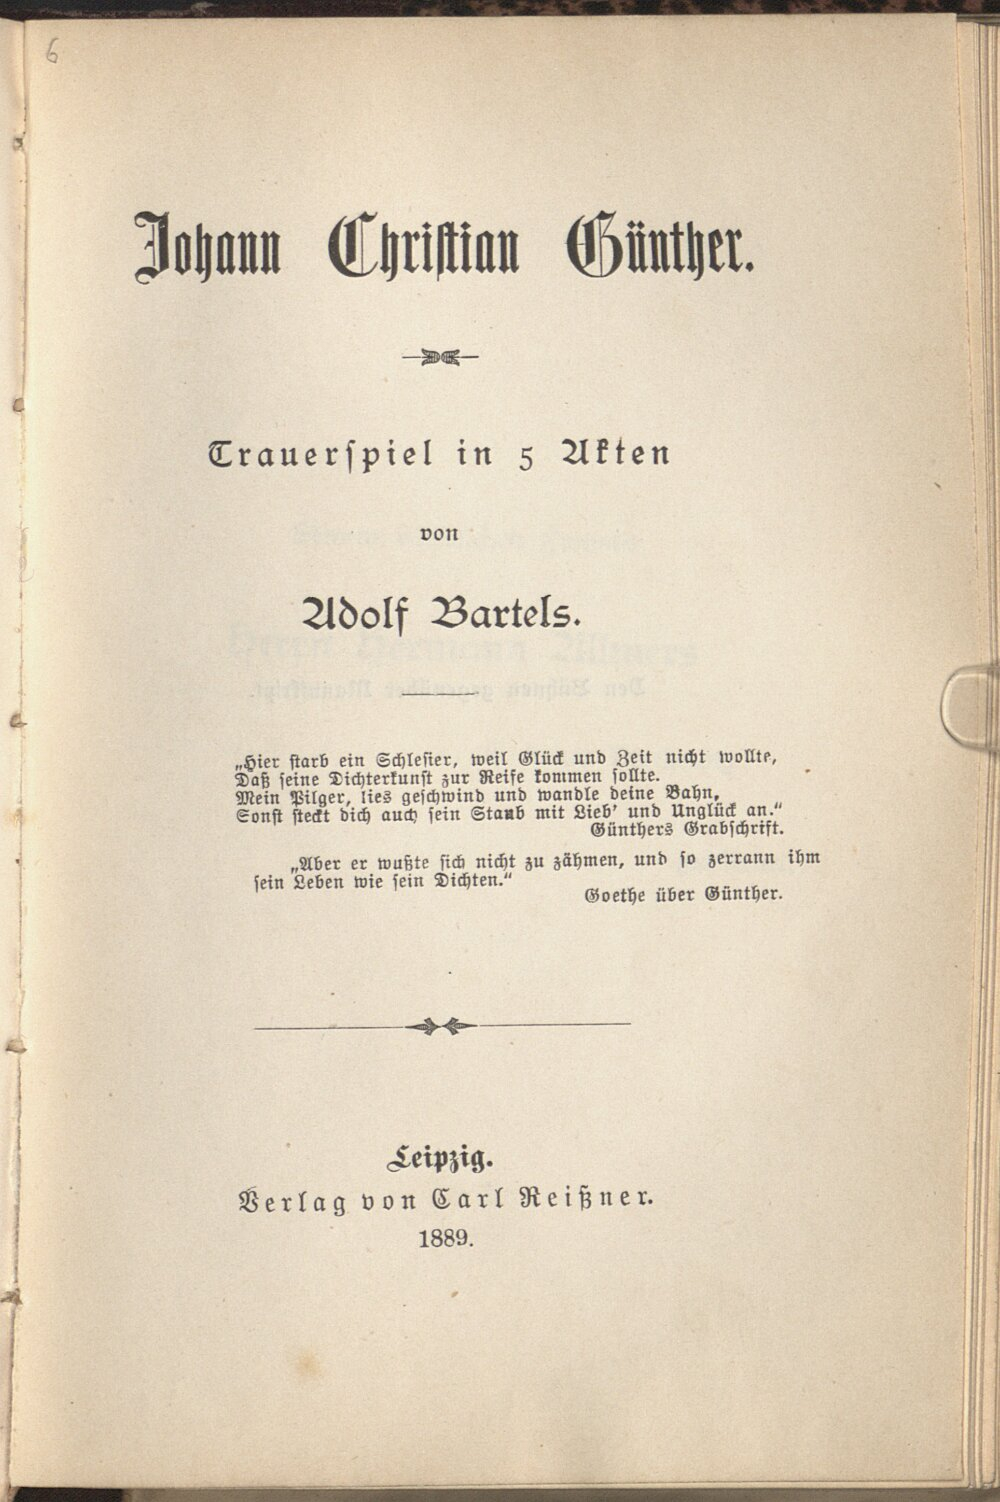 6
Johann Christian Günther.
Trauerspiel in 5 Akten
von
Adolf Bartels.
„Hier starb ein Schlesier, weil Glück und Zeit nicht wollte,
Daß seine Dichterkunst zur Reife kommen sollte.
Mein Pilger, lies geschwind und wandle deine Bahn,
Sonst steckt dich auch sein Staub mit Lieb' und Unglück an.“
Günthers Grabschrift.
„Aber er wußte sich nicht zu zähmen, und so zerrann ihm
sein Leben wie sein Dichten.“
Goethe über Günther.
Leipzig.
Verlag von Carl Reißner.
1889.